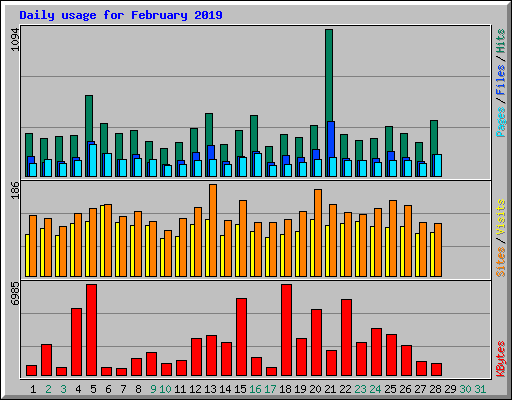 Daily usage for February 2019
1094
Pages / Files / Hits
186
Sites / Visits
6985
KBytes
1 2 3 4 5 6 7 8 9 10 11 12 13 14 15 16 17 18 19 20 21 22 23 24 25 26 27 28 29 30 31